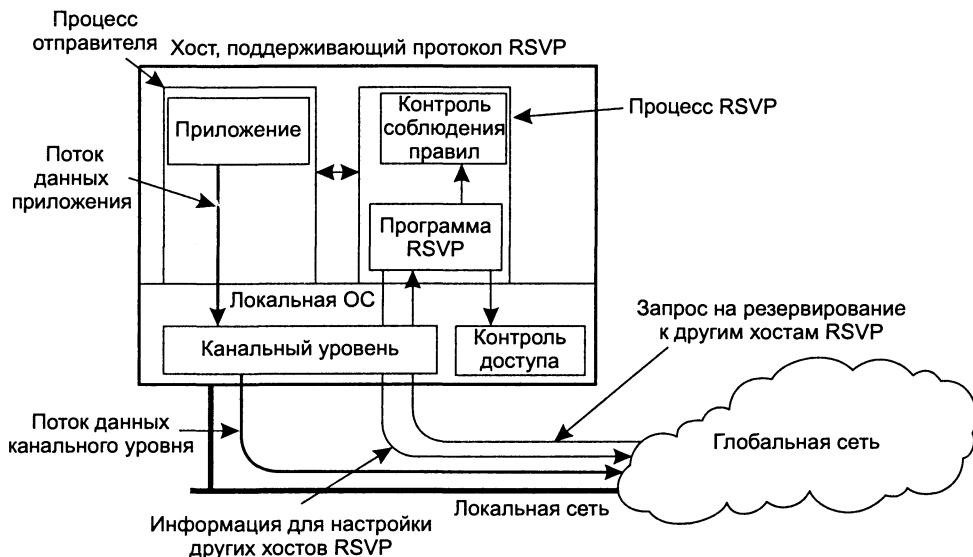 Процесс
отправителя
Хост, поддерживающий протокол RSVP
Приложение
Контроль
соблюдения
правил
Процесс RSVP
Поток
данных
приложения
Программа
RSVP
Локальная ОС
Канальный уровень
Контроль
доступа
Запрос на резервирование
к другим хостам RSVP
Поток данных
канального уровня
Глобальная сеть
Локальная сеть
Информация для настройки
других хостов RSVP